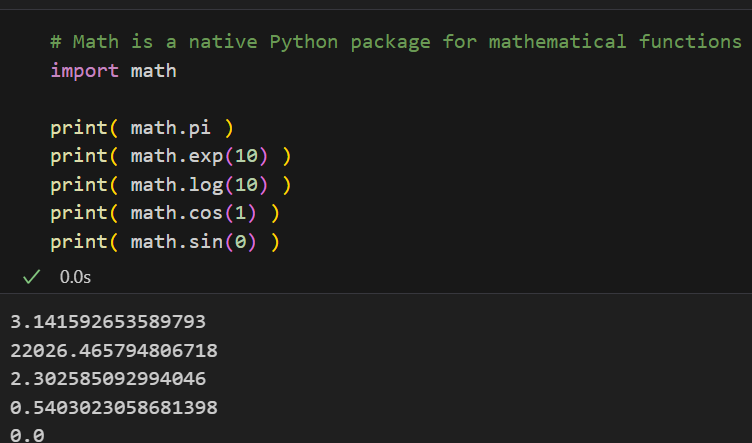 # Math is a native Python package for mathematical functions
import math
print( math.pi )
print( math.exp(10) )
print( math.log(10) )
print( math.cos(1) )
print( math.sin(0) )
0.0s
3.141592653589793
22026.465794806718
2.302585092994046
0.5403023058681398
0.0